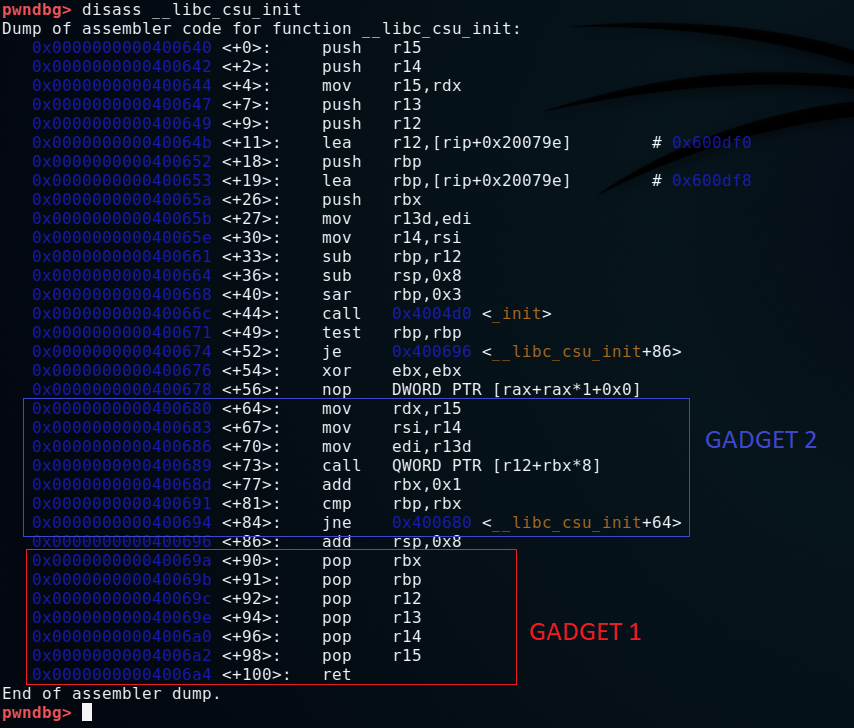 pwndbg> disass __libc_csu_init
Dump of assembler code for function __libc_csu_init:
0x0000000000400640 <+0>: push r15
0x0000000000400642 <+2>: push r14
0x0000000000400644 <+4>: mov r15,rdx
0x0000000000400647 <+7>: push r13
0x0000000000400649 <+9>: push r12
0x000000000040064b <+11>: lea r12,[rip+0x20079e] # 0x600df0
0x0000000000400652 <+18>: push rbp
0x0000000000400653 <+19>: lea rbp,[rip+0x20079e] # 0x600df8
0x000000000040065a <+26>: push rbx
0x000000000040065b <+27>: mov r13d,edi
0x000000000040065e <+30>: mov r14,rsi
0x0000000000400661 <+33>: sub rbp,r12
0x0000000000400664 <+36>: sub rsp,0x8
0x0000000000400668 <+40>: sar rbp,0x3
0x000000000040066c <+44>: call 0x4004d0 <_init>
0x0000000000400671 <+49>: test rbp,rbp
0x0000000000400674 <+52>: je 0x400696 <__libc_csu_init+86>
0x0000000000400676 <+54>: xor ebx,ebx
0x0000000000400678 <+56>: nop DWORD PTR [rax+rax*1+0x0]
0x0000000000400680 <+64>: mov rdx,r15
0x0000000000400683 <+67>: mov rsi,r14
0x0000000000400686 <+70>: mov edi,r13d
GADGET 2
0x0000000000400689 <+73>: call QWORD PTR [r12+rbx*8]
0x000000000040068d <+77>: add rbx,0x1
0x0000000000400691 <+81>: cmp rbp,rbx
0x0000000000400694 <+84>: jne 0x400680 <__libc_csu_init+64>
0x0000000000400696 <+86>: add rsp,0x8
0x000000000040069a <+90>: pop rbx
0x000000000040069b <+91>: pop rbp
0x000000000040069c <+92>: pop r12
0x000000000040069e <+94>: pop r13
GADGET 1
0x00000000004006a0 <+96>: pop r14
0x00000000004006a2 <+98>: pop r15
0x00000000004006a4 <+100>: ret
End of assembler dump.
pwndbg>